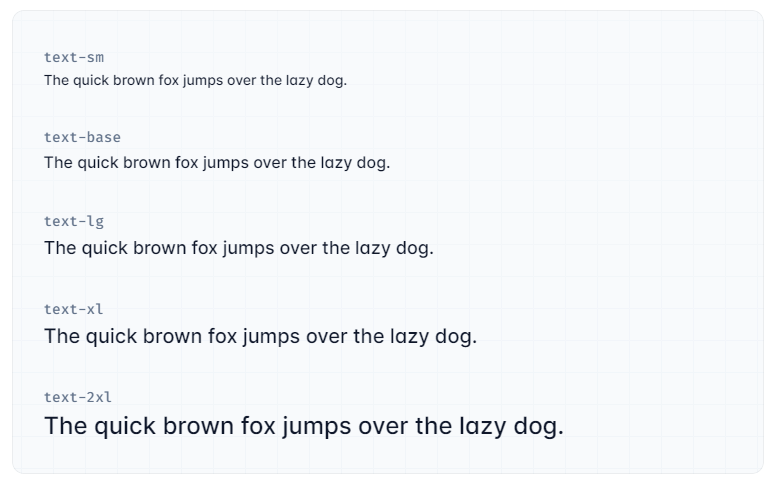 text-sm
The quick brown fox jumps over the lazy dog.
text-base
The quick brown fox jumps over the lazy dog.
text-lg
The quick brown fox jumps over the lazy dog.
text-xl
The quick brown fox jumps over the lazy dog.
text-2xl
The quick brown fox jumps over the lazy dog.